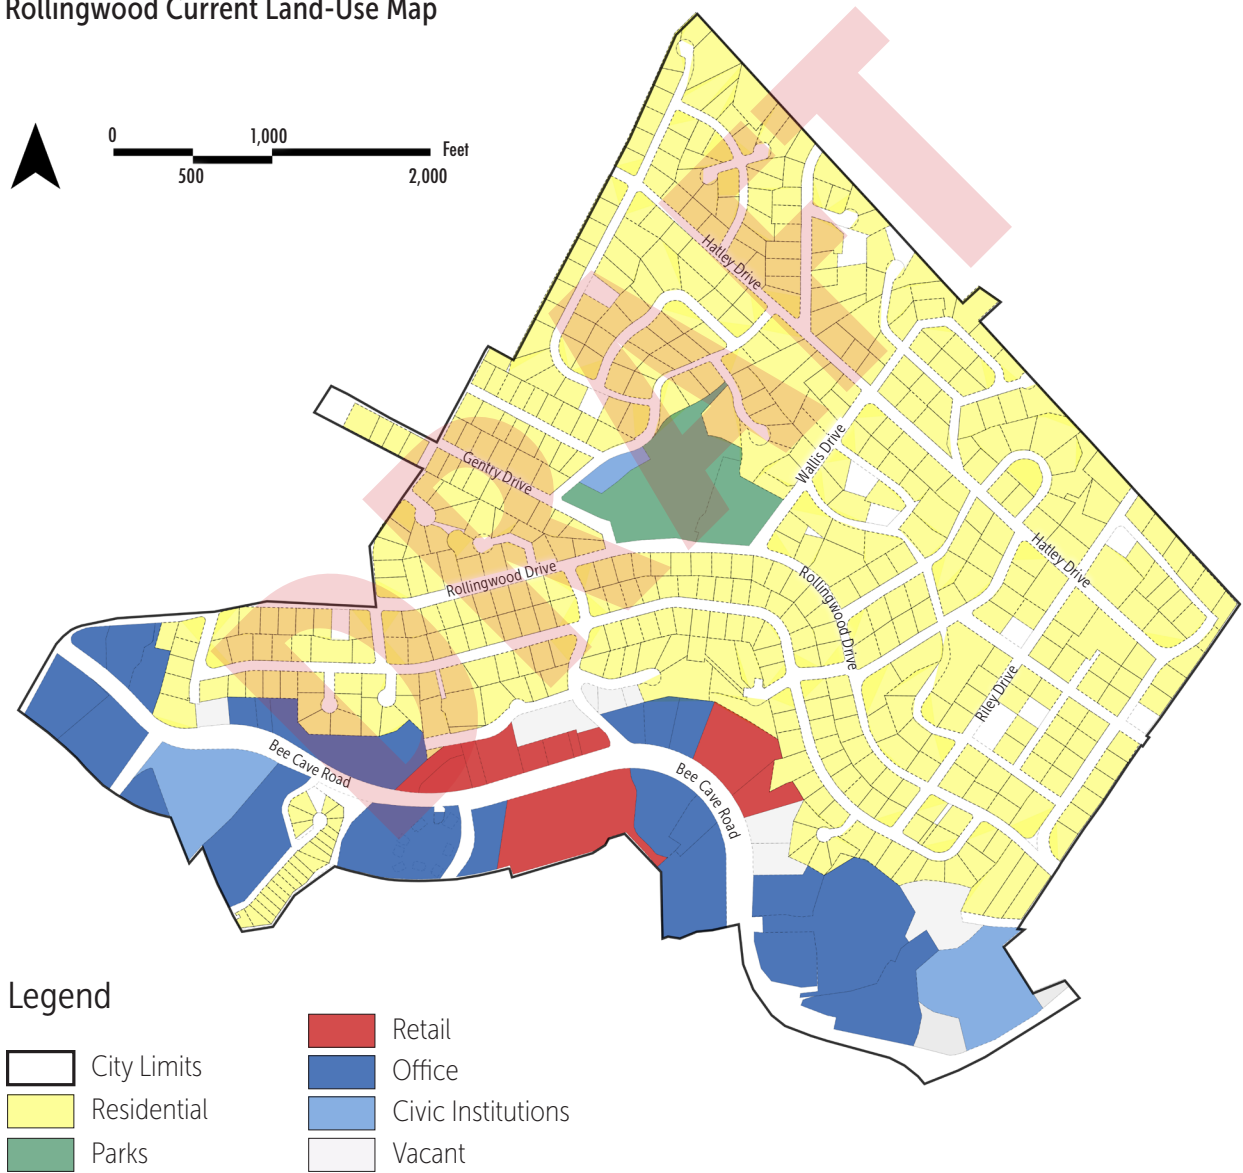 Rollingwood Current Land-Use Map
0
1,000
Feet
500
2,000
DRAFT
Hatley Drive
Wallis Drive
Gentry Drive
Rollingwood Drive
Hatley Drive
Rollingwood Drive
Riley Drive
Bee Cave Road
Bee Cave Road
Legend
City Limits
Residential
Parks
Retail
Office
Civic Institutions
Vacant